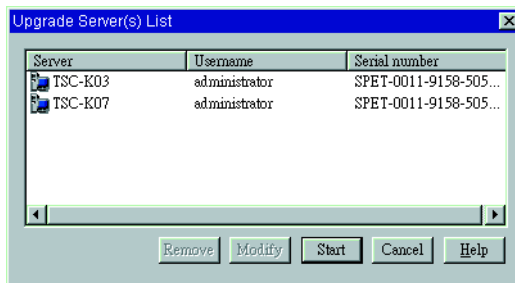 Upgrade Server(s) List
Server Username Serial number
TSC-K03 administrator SPET-0011-9158-505...
TSC-K07 administrator SPET-0011-9158-505...
Remove Modify Start Cancel Help